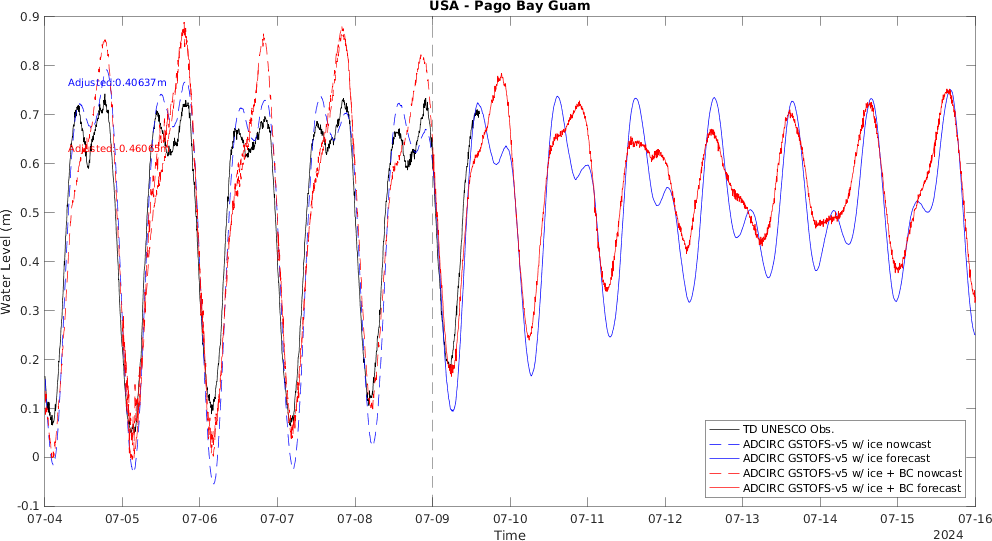 USA - Pago Bay Guam
0.9
0.8
0.7
0.6
0.5
0.4
0.3
0.2
0.1
0
-0.1
Water Level (m)
Adjusted:0.40637m
TD UNESCO Obs.
ADCIRC GSTOFS-v5 w/ ice nowcast
ADCIRC GSTOFS-v5 w/ ice forecast
ADCIRC GSTOFS-v5 w/ ice + BC nowcast
ADCIRC GSTOFS-v5 w/ ice + BC forecast
07-04 07-05 07-06 07-07 07-08 07-09 07-10 07-11 07-12 07-13 07-14 07-15 07-16
Time
2024